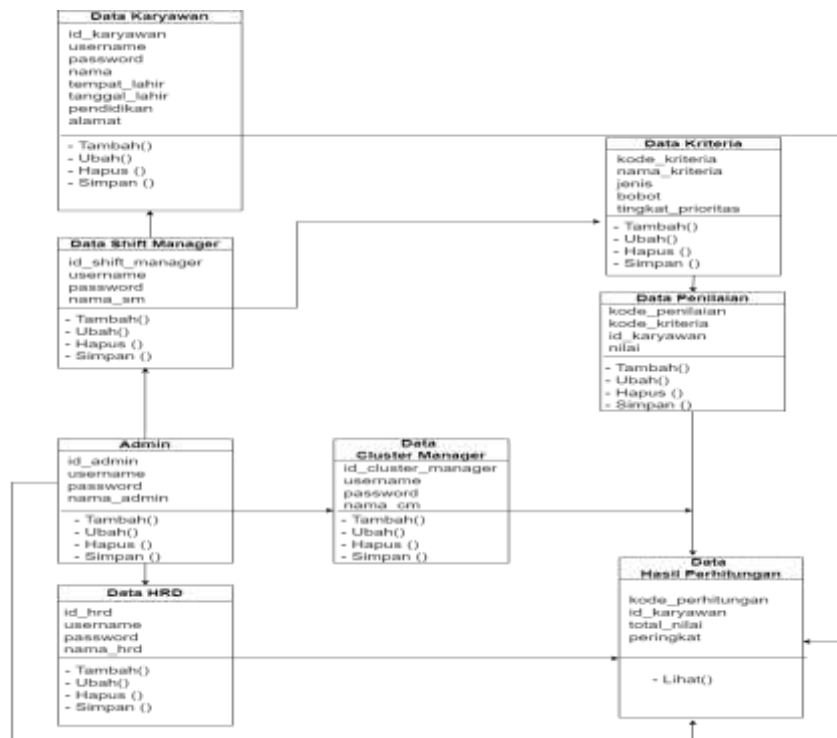 Data Karyawan
id_karyawan
username
password
nama
tempat_lahir
tanggal_lahir
pendidikan
alamat
- Tambah()
- Ubah()
- Hapus ()
- Simpan ()
Data Kriteria
kode_kriteria
nama_kriteria
jenis
bobot
tingkat_prioritas
- Tambah()
- Ubah()
- Hapus ()
- Simpan ()
Data Shift Manager
id_shift_manager
username
password
nama_sm
- Tambah()
- Ubah()
- Hapus ()
- Simpan ()
Data Penilaian
kode_penilaian
kode_kriteria
id_karyawan
nilai
- Tambah()
- Ubah()
- Hapus ()
- Simpan ()
Admin
id_admin
username
password
nama_admin
- Tambah()
- Ubah()
- Hapus ()
- Simpan ()
Data
Cluster Manager
id_cluster_manager
username
password
nama_cm
- Tambah()
- Ubah()
- Hapus ()
- Simpan ()
Data HRD
id_hrd
username
password
nama_hrd
- Tambah()
- Ubah()
- Hapus ()
- Simpan ()
Data
Hasil Perhitungan
kode_perhitungan
id_karyawan
total_nilai
peringkat
- Lihat()